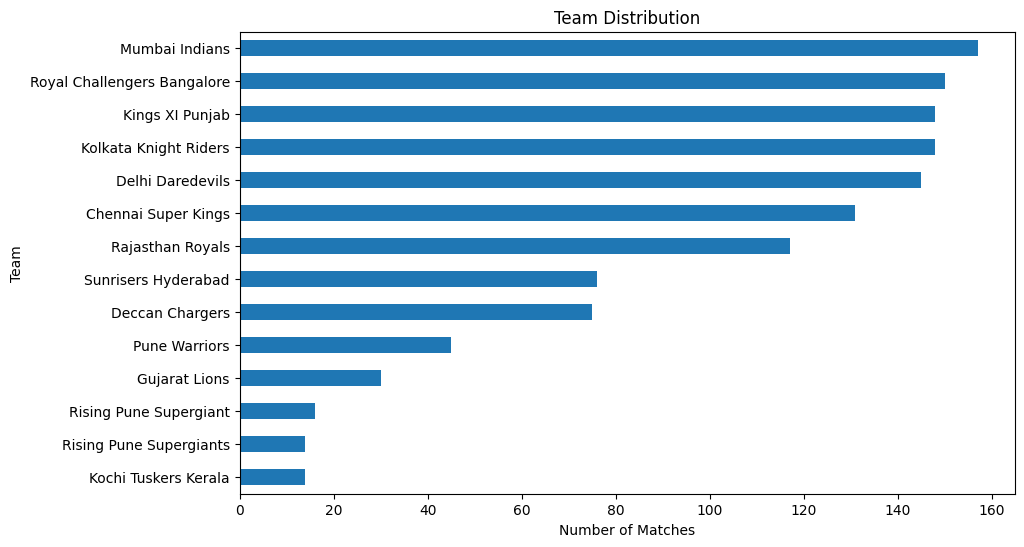 Team Distribution
Mumbai Indians
Royal Challengers Bangalore
Kings XI Punjab
Kolkata Knight Riders
Delhi Daredevils
Chennai Super Kings
Rajasthan Royals
Sunrisers Hyderabad
Deccan Chargers
Pune Warriors
Gujarat Lions
Rising Pune Supergiant
Rising Pune Supergiants
Kochi Tuskers Kerala
Team
0 20 40 60 80 100 120 140 160
Number of Matches